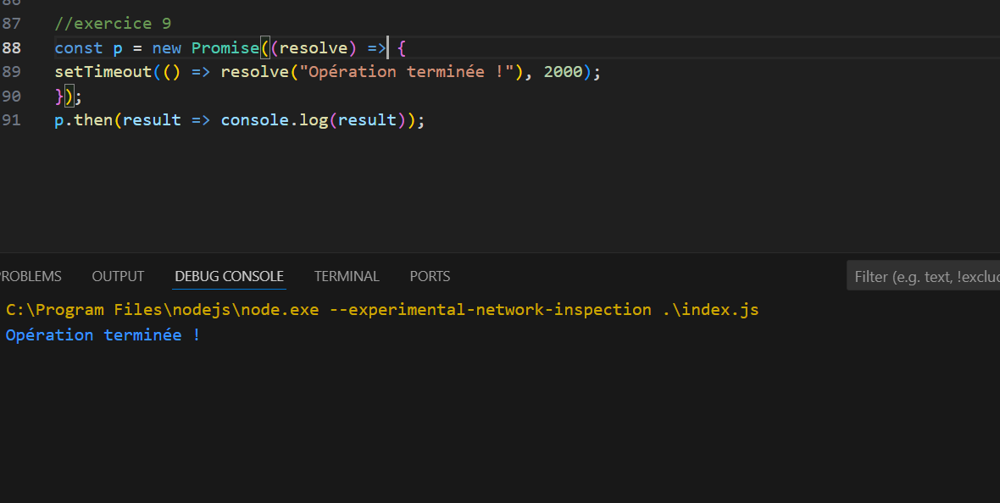 86
87 //exercice 9
88 const p = new Promise((resolve) => {
89 setTimeout(() => resolve("Opération terminée !"), 2000);
90 });
91 p.then(result => console.log(result));
ROBLEMS OUTPUT DEBUG CONSOLE TERMINAL PORTS Filter (e.g. text, !exclu
C:\Program Files\nodejs\node.exe --experimental-network-inspection .\index.js
Opération terminée !